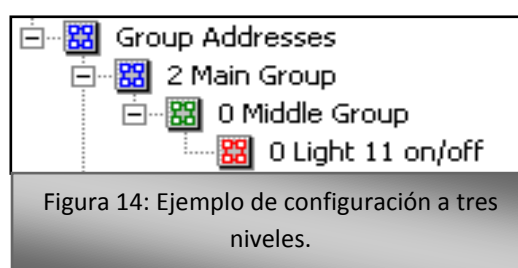 Group Addresses
2 Main Group
0 Middle Group
0 Light 11 on/off
Figura 14: Ejemplo de configuración a tres
niveles.